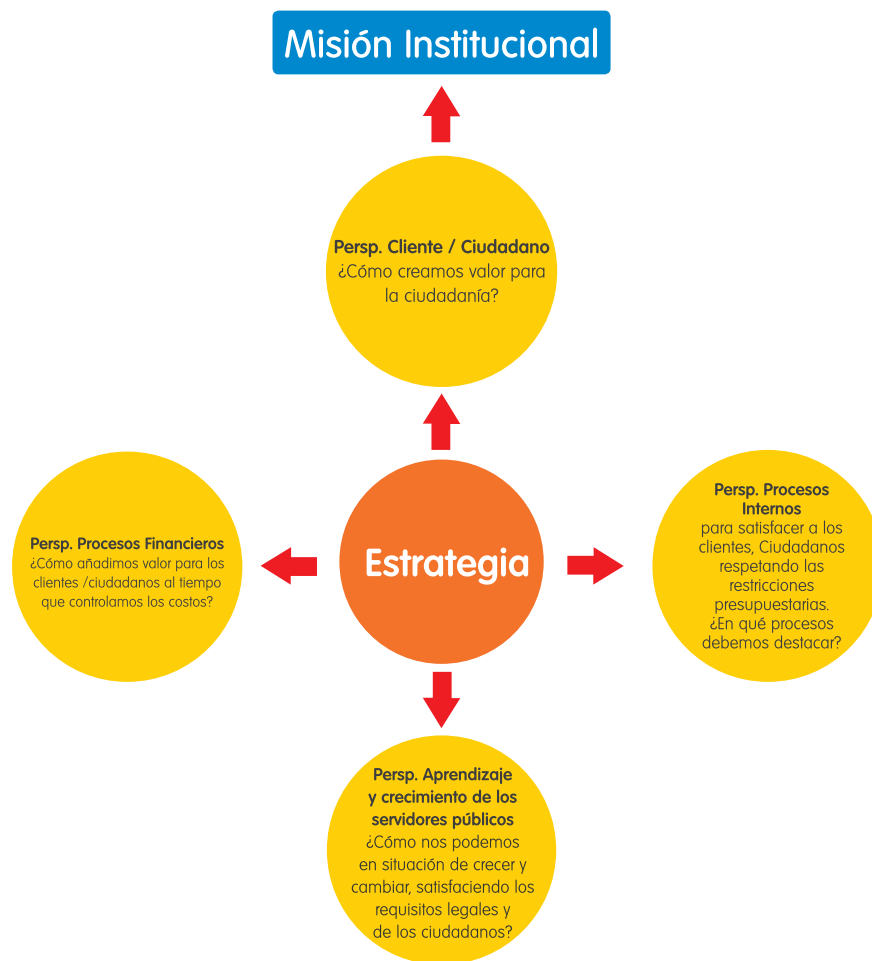 Misión Institucional
Persp. Cliente / Ciudadano
¿Cómo creamos valor para
la ciudadanía?
Persp. Procesos Financieros
¿Cómo añadimos valor para los
clientes /ciudadanos al tiempo
que controlamos los costos?
Estrategia
Persp. Procesos
Internos
para satisfacer a los
clientes, Ciudadanos
respetando las
restricciones
presupuestarias.
¿En qué procesos
debemos destacar?
Persp. Aprendizaje
y crecimiento de los
servidores públicos
¿Cómo nos podemos
en situación de crecer y
cambiar, satisfaciendo los
requisitos legales y
de los ciudadanos?